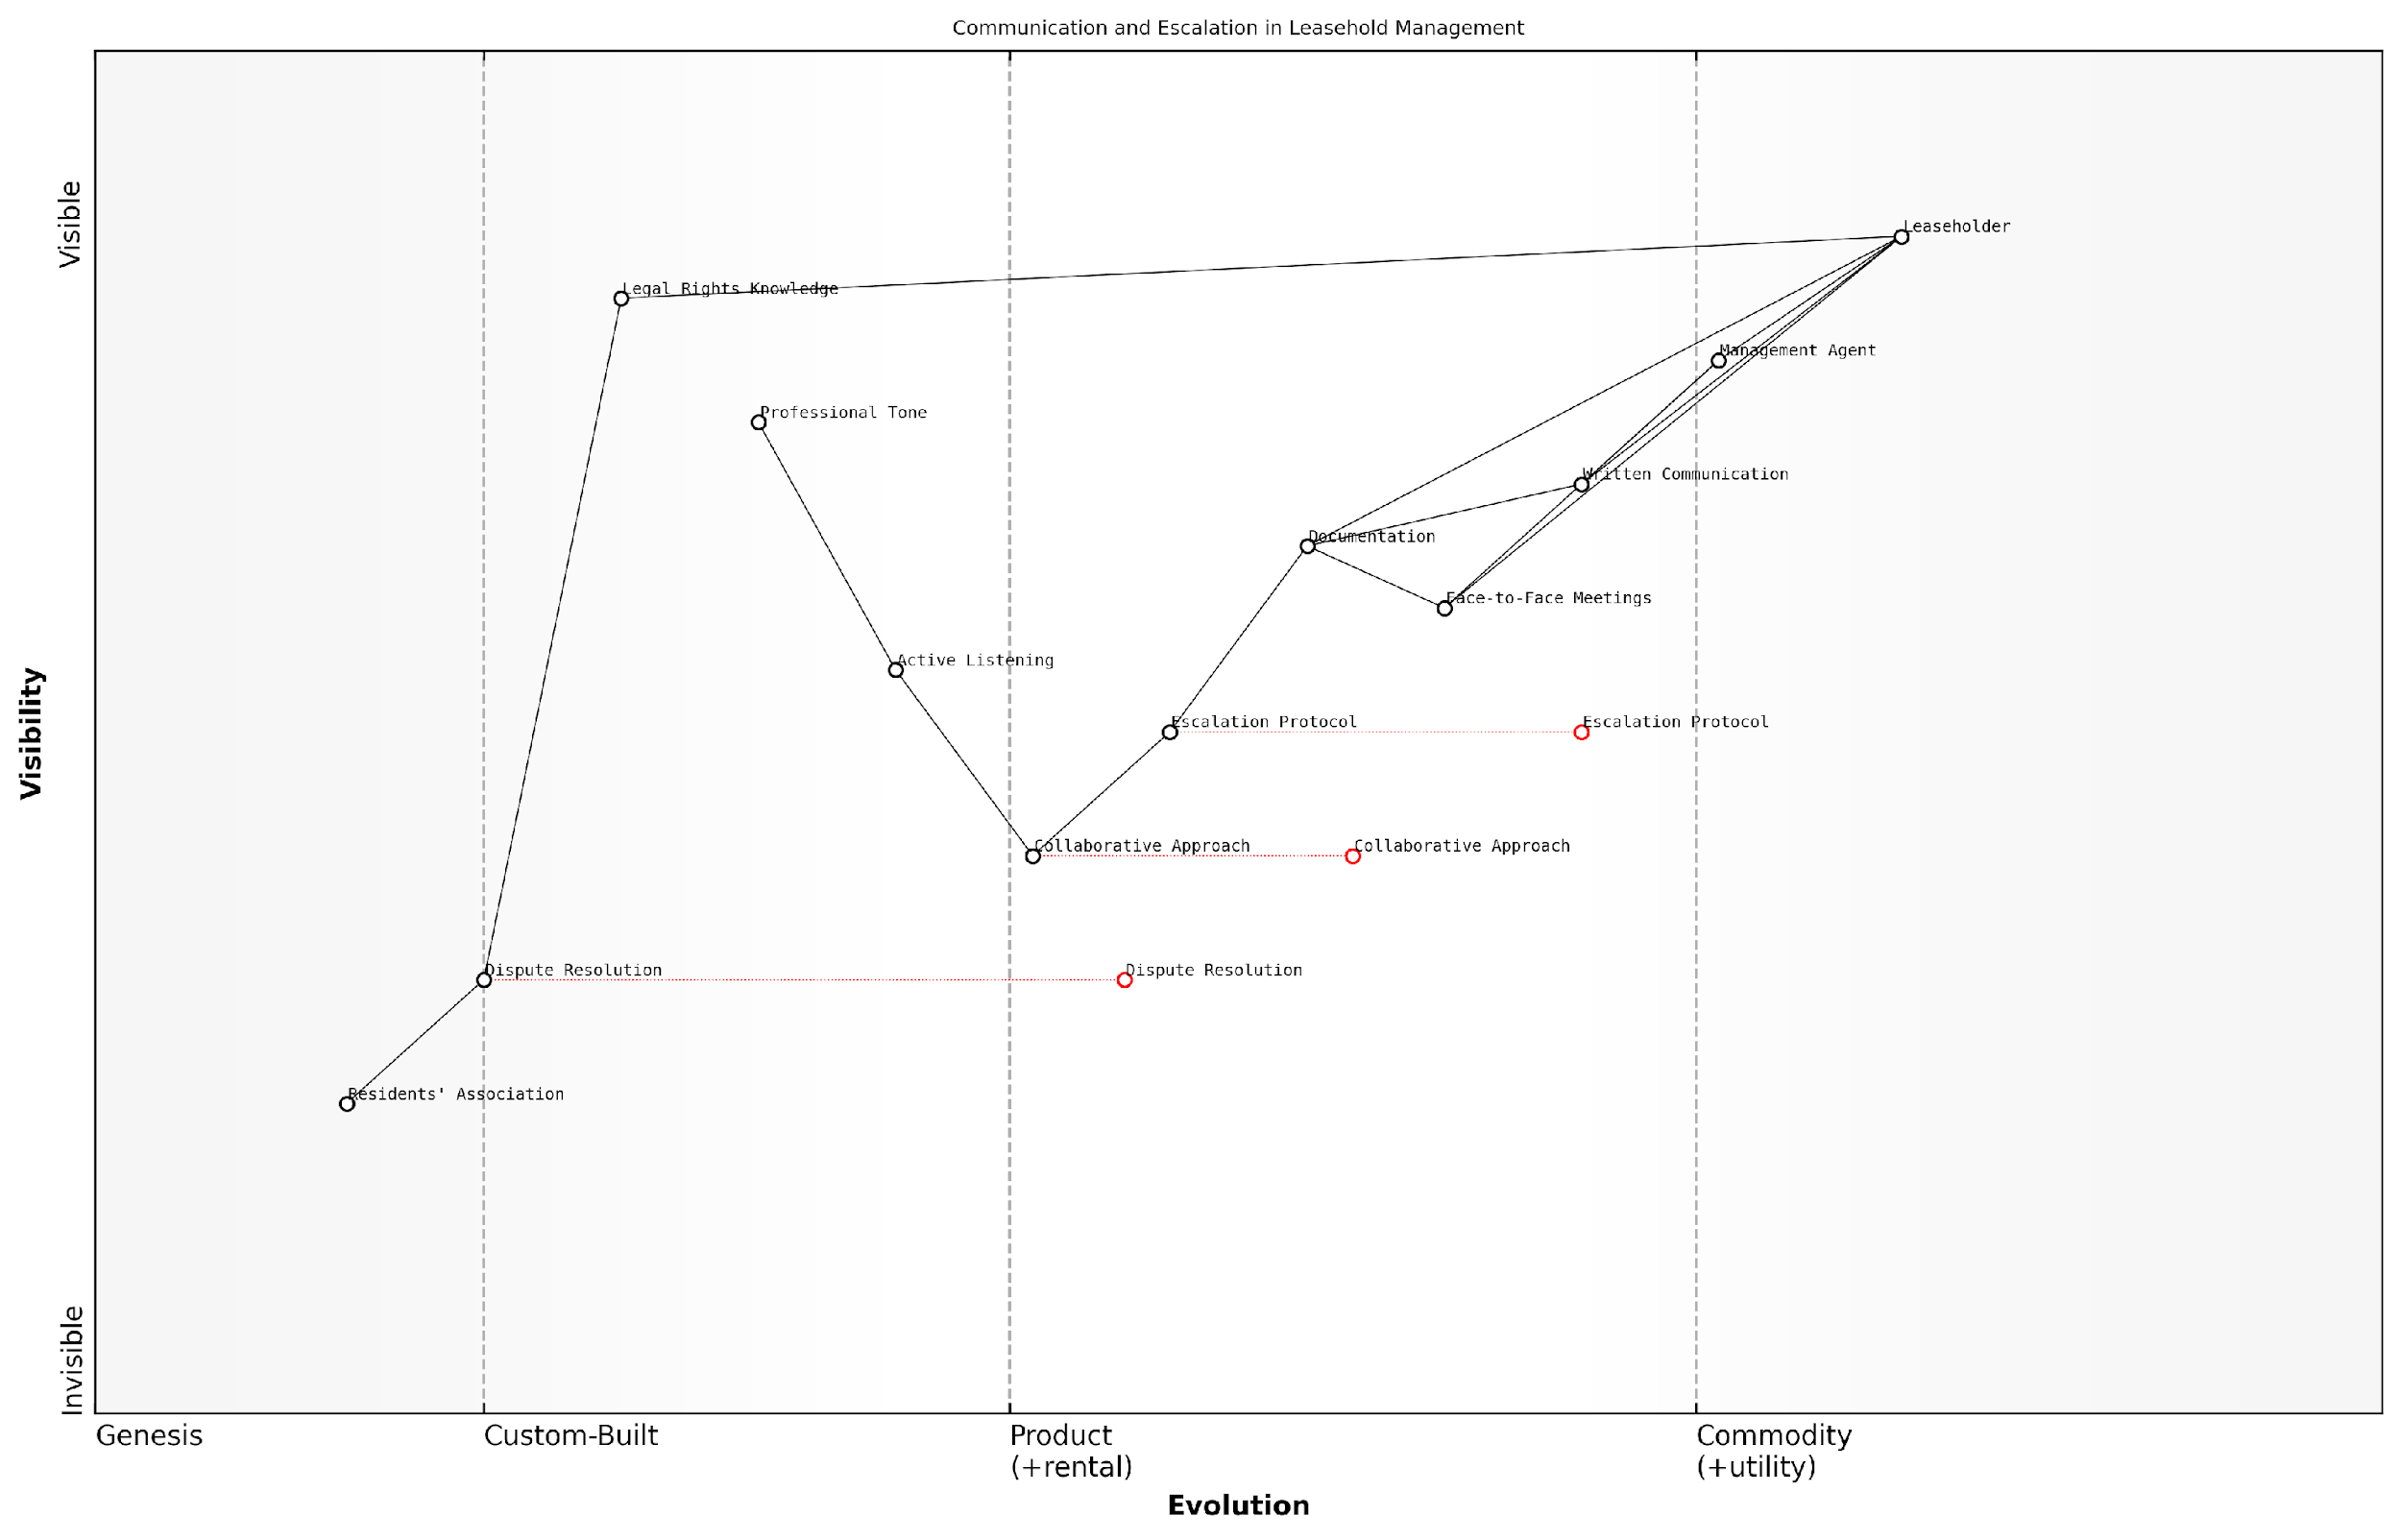 Communication and Escalation in Leasehold Management
Visible
Leaseholder
Legal Rights Knowledge
Management Agent
Professional Tone
Written Communication
Documentation
Face-to-Face Meetings
Active Listening
Visibility
Escalation Protocol
Escalation Protocol
Collaborative Approach
Collaborative Approach
Dispute Resolution
Dispute Resolution
Residents' Association
Invisible
Genesis
Custom-Built
Product
(+rental)
Commodity
(+utility)
Evolution